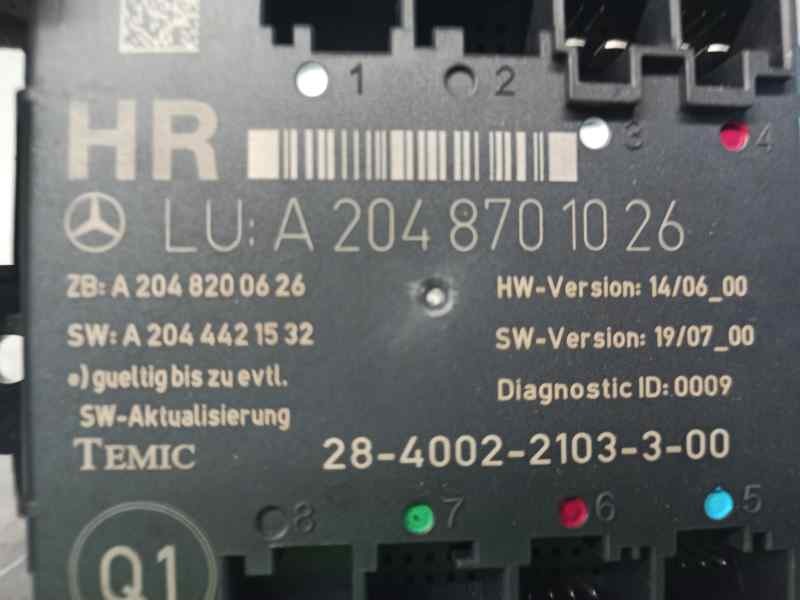 1 2
HR
3 4
LU: A 204 870 10 26
ZB: A 204 820 06 26
HW-Version: 14/06_00
SW: A 204 442 15 32
SW-Version: 19/07_00
•) gueltig bis zu evtl.
Diagnostic ID: 0009
SW-Aktualisierung
TEMIC
28-4002-2103-3-00
8 7 6 5
Q1